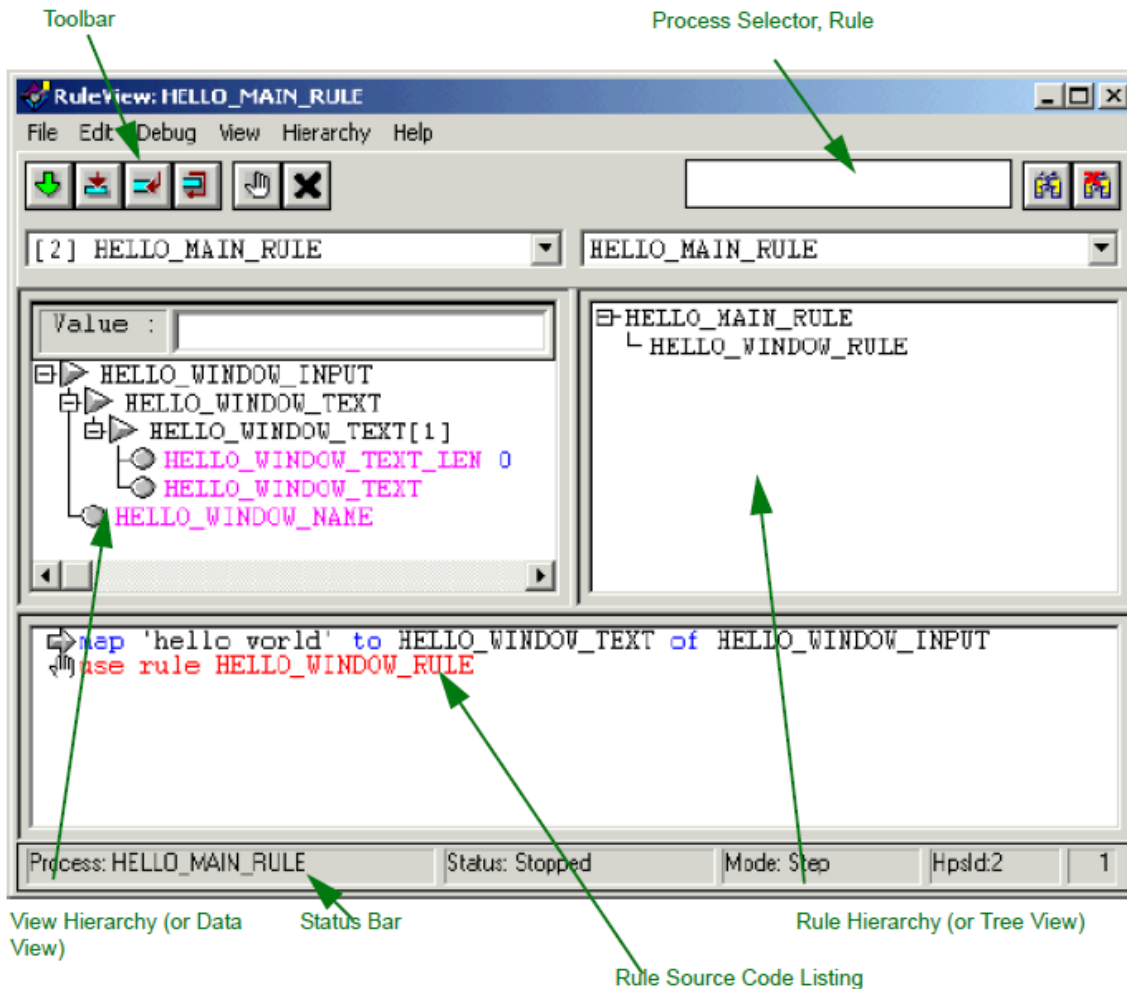 Toolbar
Process Selector, Rule
RuleView: HELLO_MAIN_RULE
File Edit Debug View Hierarchy Help
[2] HELLO_MAIN_RULE
HELLO_MAIN_RULE
Value :
HELLO_WINDOW_INPUT
HELLO_WINDOW_TEXT
HELLO_WINDOW_TEXT[1]
HELLO_WINDOW_TEXT_LEN 0
HELLO_WINDOW_TEXT
HELLO_WINDOW_NAME
HELLO_MAIN_RULE
HELLO_WINDOW_RULE
map 'hello world' to HELLO_WINDOW_TEXT of HELLO_WINDOW_INPUT
use rule HELLO_WINDOW_RULE
Process: HELLO_MAIN_RULE Status: Stopped Mode: Step HpsId:2 1
View Hierarchy (or Data
View)
Status Bar
Rule Hierarchy (or Tree View)
Rule Source Code Listing